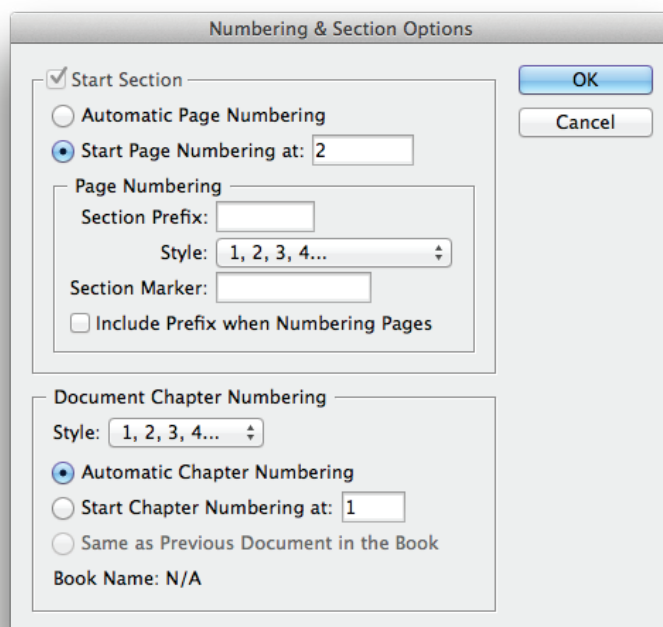 Numbering & Section Options
Start Section
OK
Automatic Page Numbering
Cancel
Start Page Numbering at: 2
Page Numbering
Section Prefix:
Style: 1, 2, 3, 4...
Section Marker:
Include Prefix when Numbering Pages
Document Chapter Numbering
Style: 1, 2, 3, 4...
Automatic Chapter Numbering
Start Chapter Numbering at: 1
Same as Previous Document in the Book
Book Name: N/A